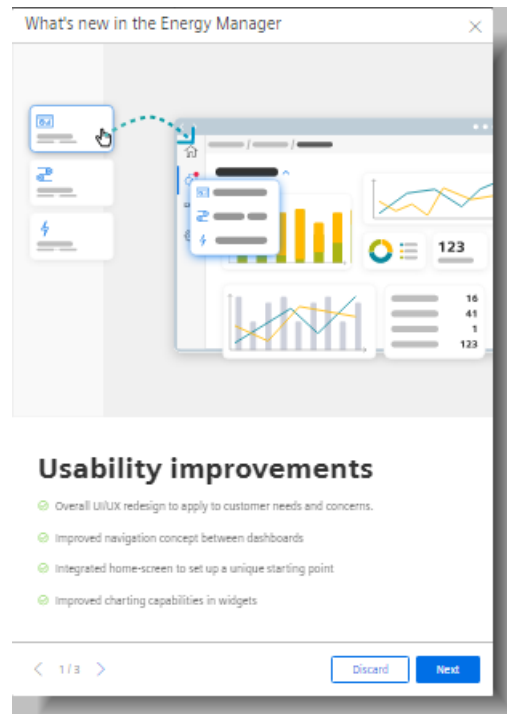 What's new in the Energy Manager
123
16
41
1
123
Usability improvements
Overall UI/UX redesign to apply to customer needs and concerns.
Improved navigation concept between dashboards
Integrated home-screen to set up a unique starting point
Improved charting capabilities in widgets
1/3
Discard
Next